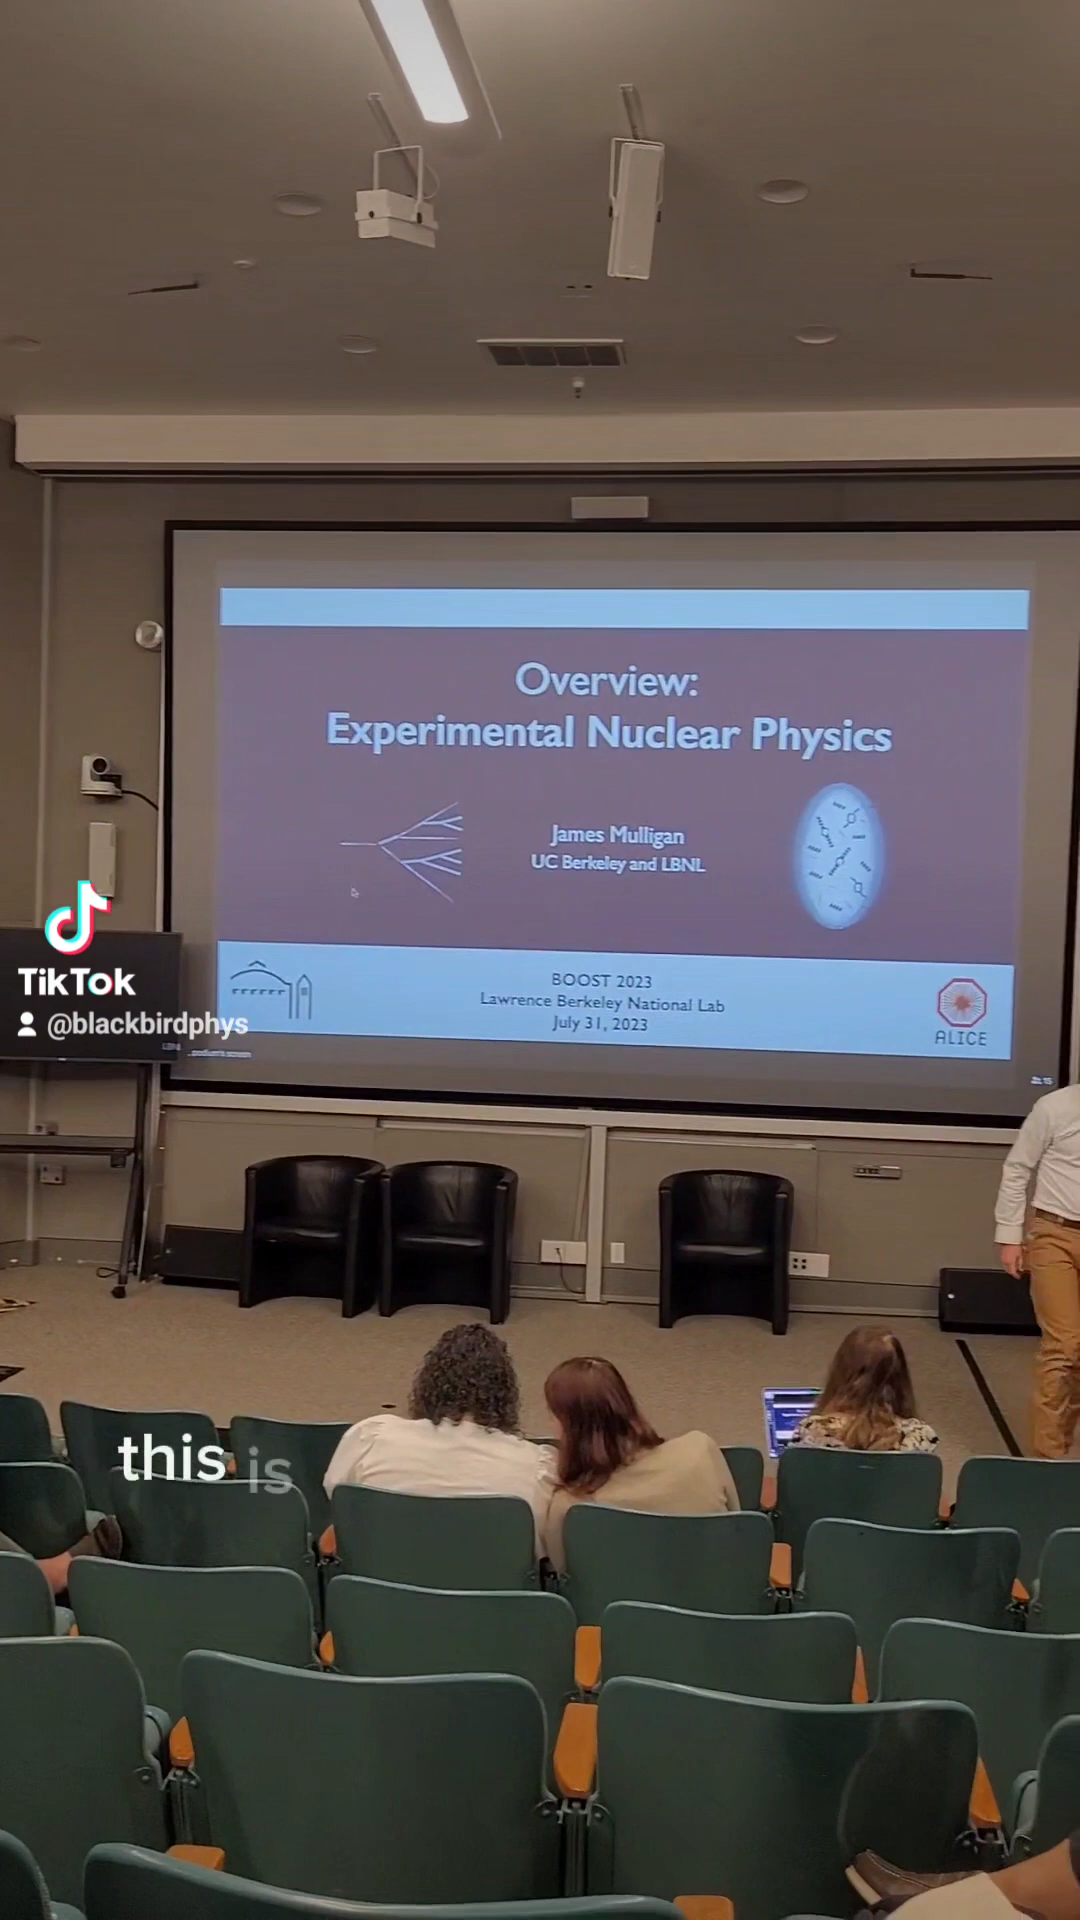 Overview:
Experimental Nuclear Physics
James Mulligan
UC Berkeley and LBNL
BOOST 2023
Lawrence Berkeley National Lab
July 31, 2023
ALICE
TikTok
@blackbirdphys
this is